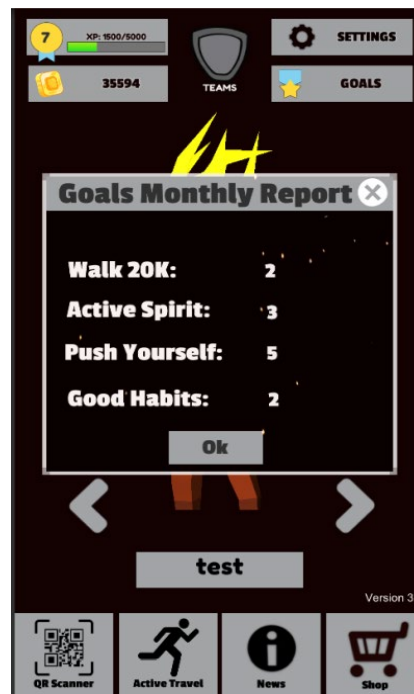 7
XP: 1500/5000
SETTINGS
35594
TEAMS
GOALS
Goals Monthly Report
Walk 20K: 2
Active Spirit: 3
Push Yourself: 5
Good Habits: 2
Ok
test
Version 3
QR Scanner
Active Travel
News
Shop